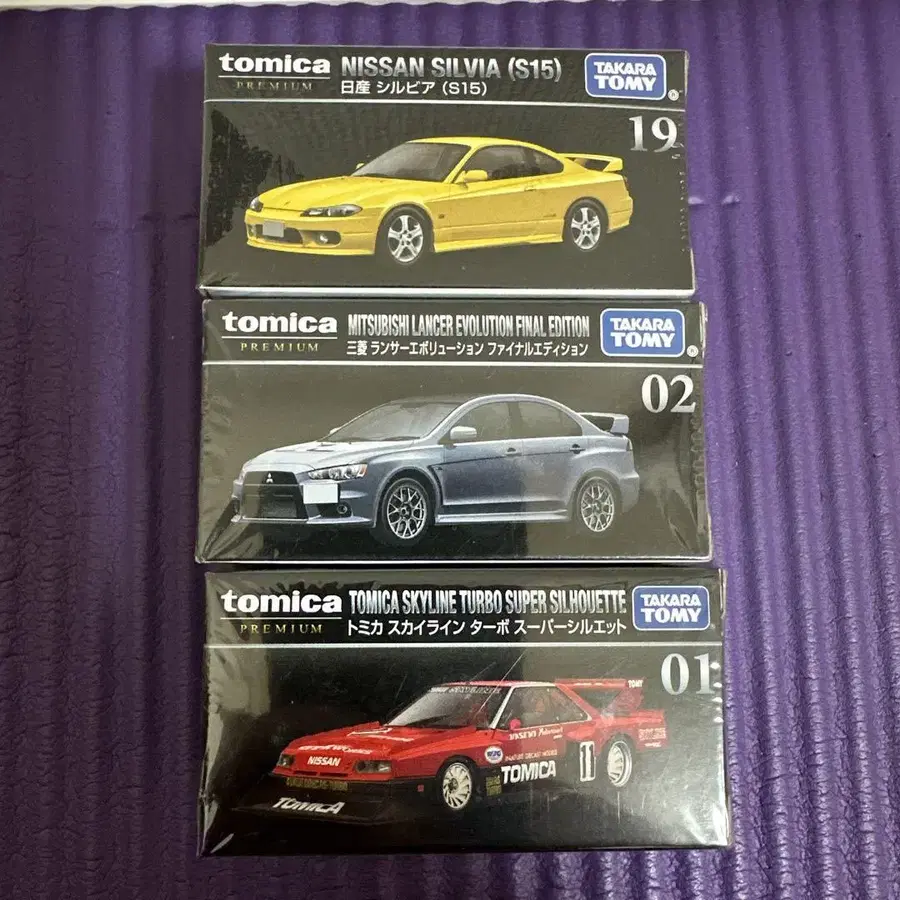 tomica
PREMIUM
NISSAN SILVIA (S15)
日産 シルビア (S15)
TAKARA
TOMY
19
tomica
PREMIUM
MITSUBISHI LANCER EVOLUTION FINAL EDITION
三菱 ランサーエボリューション ファイナルエディション
TAKARA
TOMY
02
tomica
PREMIUM
TOMICA SKYLINE TURBO SUPER SILHOUETTE
トミカ スカイライン ターボ スーパーシルエット
TAKARA
TOMY
01
TOMY
NISSAN
TOMICA
1
TOMICA